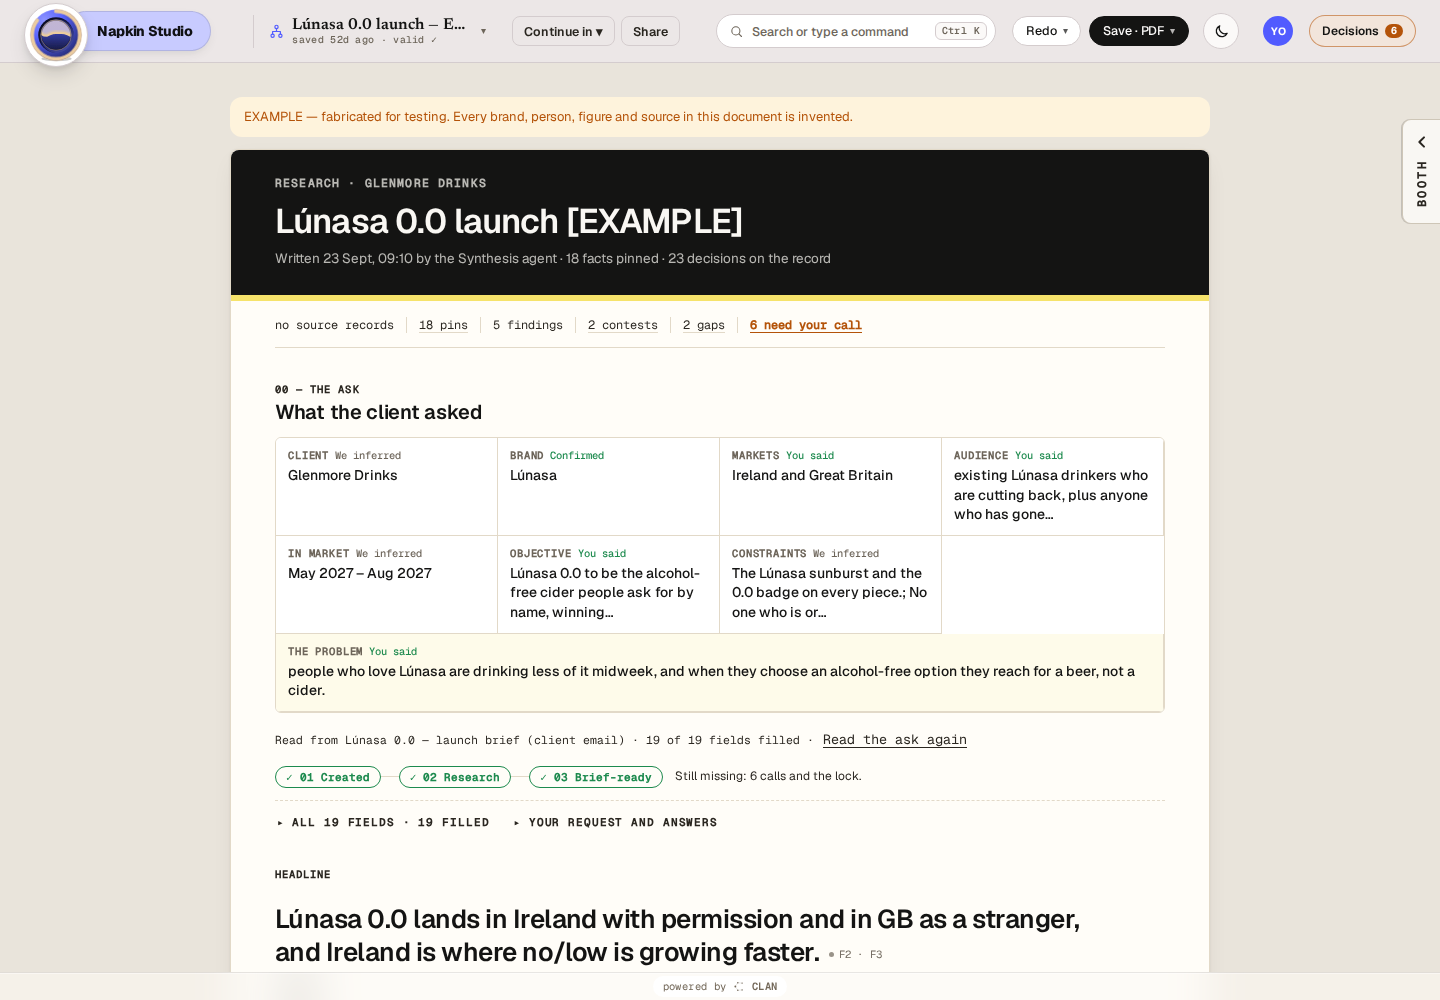 Napkin Studio
Lúnasa 0.0 launch – E...
saved 52d ago · valid ✓
Continue in ▾
Share
Search or type a command
Ctrl K
Redo ▾
Save · PDF ▾
YO
Decisions 6
BOOTH
EXAMPLE — fabricated for testing. Every brand, person, figure and source in this document is invented.
RESEARCH · GLENMORE DRINKS
Lúnasa 0.0 launch [EXAMPLE]
Written 23 Sept, 09:10 by the Synthesis agent · 18 facts pinned · 23 decisions on the record
no source records
18 pins
5 findings
2 contests
2 gaps
6 need your call
00 — THE ASK
What the client asked
CLIENT We inferred
Glenmore Drinks
BRAND Confirmed
Lúnasa
MARKETS You said
Ireland and Great Britain
AUDIENCE You said
existing Lúnasa drinkers who
are cutting back, plus anyone
who has gone...
IN MARKET We inferred
May 2027 – Aug 2027
OBJECTIVE You said
Lúnasa 0.0 to be the alcohol-
free cider people ask for by
name, winning...
CONSTRAINTS We inferred
The Lúnasa sunburst and the
0.0 badge on every piece.; No
one who is or...
THE PROBLEM You said
people who love Lúnasa are drinking less of it midweek, and when they choose an alcohol-free option they reach for a beer, not a
cider.
Read from Lúnasa 0.0 — launch brief (client email) · 19 of 19 fields filled · Read the ask again
✓ 01 Created
✓ 02 Research
✓ 03 Brief-ready
Still missing: 6 calls and the lock.
▸ ALL 19 FIELDS · 19 FILLED
▸ YOUR REQUEST AND ANSWERS
HEADLINE
Lúnasa 0.0 lands in Ireland with permission and in GB as a stranger,
and Ireland is where no/low is growing faster. F2 · F3
powered by CLAN